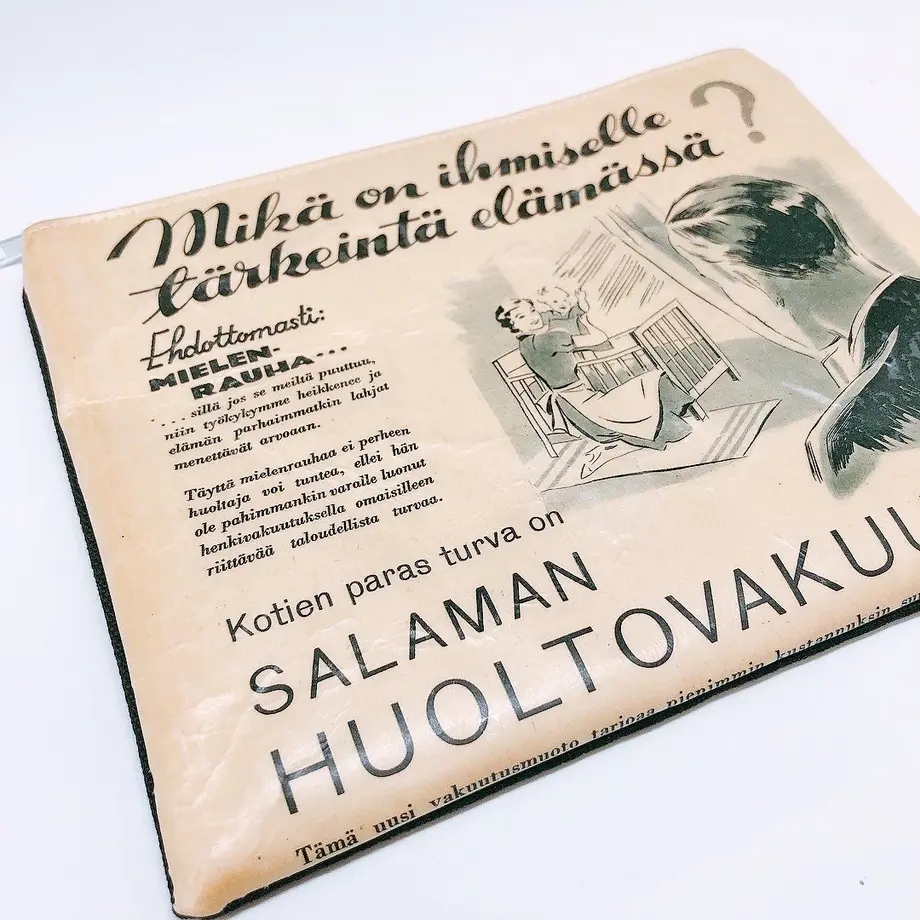 Mikä on ihmiselle
tärkeintä elämässä ?
Ehdottomasti:
MIELEN-
RAUHA...
.... sillä jos se meiltä puuttuu,
niin työkykymme heikkenee ja
elämän parhaimmatkin lahjat
menettävät arvoaan.
Täyttä mielenrauhaa ei perheen
huoltaja voi tuntea, ellei hän
ole pahimmankin varalle luonut
henkivakuutuksella omaisilleen
riittävää taloudellista turvaa.
Kotien paras turva on
SALAMAN
HUOLTOVAKUU
Tämä uusi vakuutusmuoto tarjoaa pienimmin kustannuksin